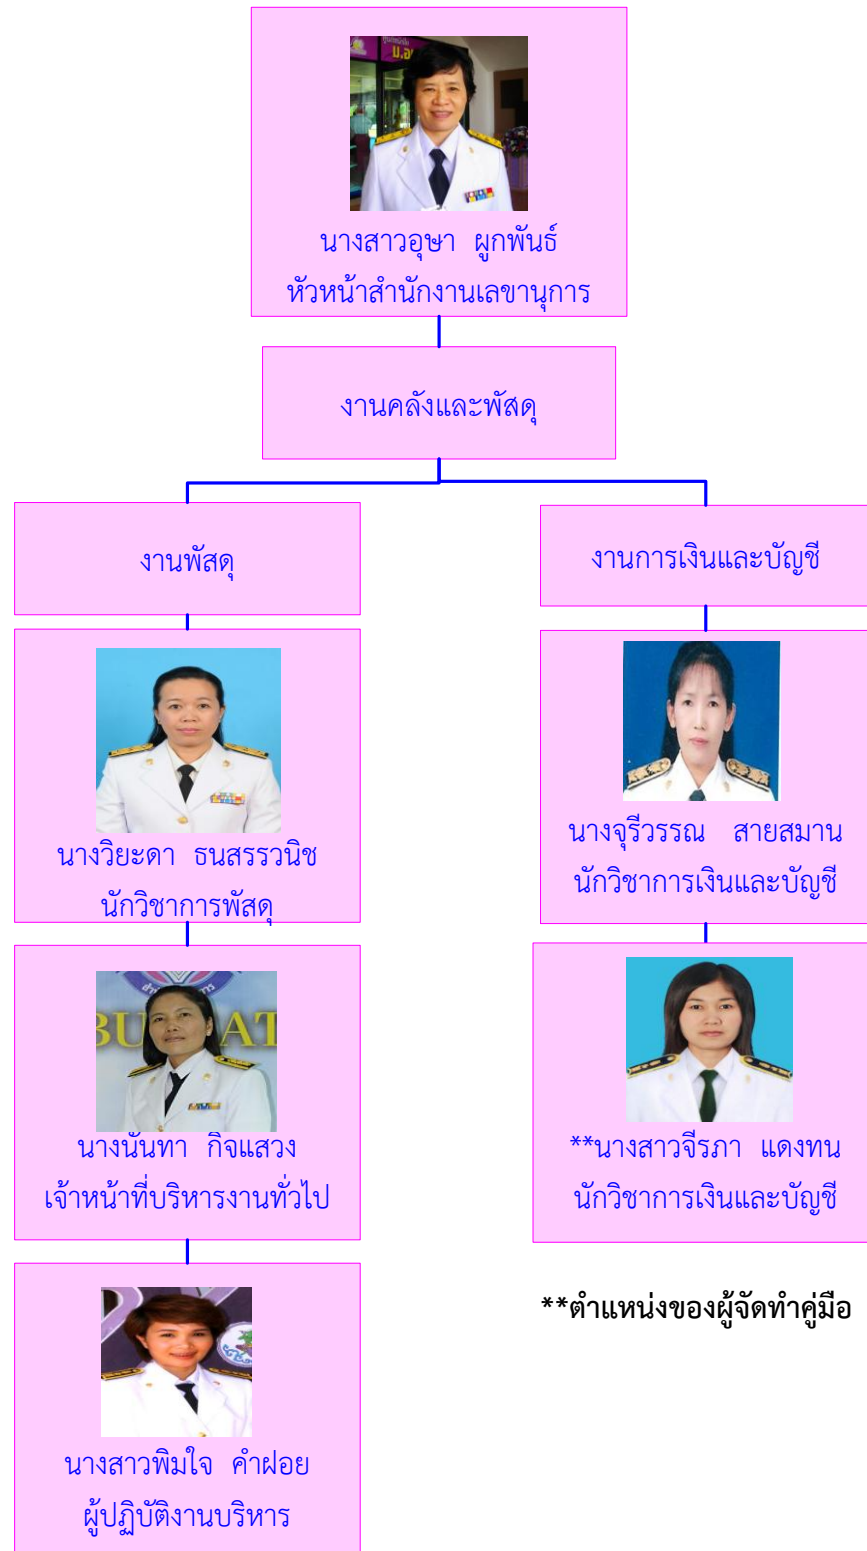 นางสาวอุษา ผูกพันธ์
หัวหน้าสำนักงานเลขานุการ
งานคลังและพัสดุ
งานพัสดุ
นางวิยะดา ธนสรรวนิช
นักวิชาการพัสดุ
BU AT
นางนันทา กิจแสวง
เจ้าหน้าที่บริหารงานทั่วไป
นางสาวพิมใจ คำฝอย
ผู้ปฏิบัติงานบริหาร
งานการเงินและบัญชี
นางจุรีวรรณ สายสมาน
นักวิชาการเงินและบัญชี
**นางสาวจีรภา แดงทน
นักวิชาการเงินและบัญชี
**ตำแหน่งของผู้จัดทำคู่มือ